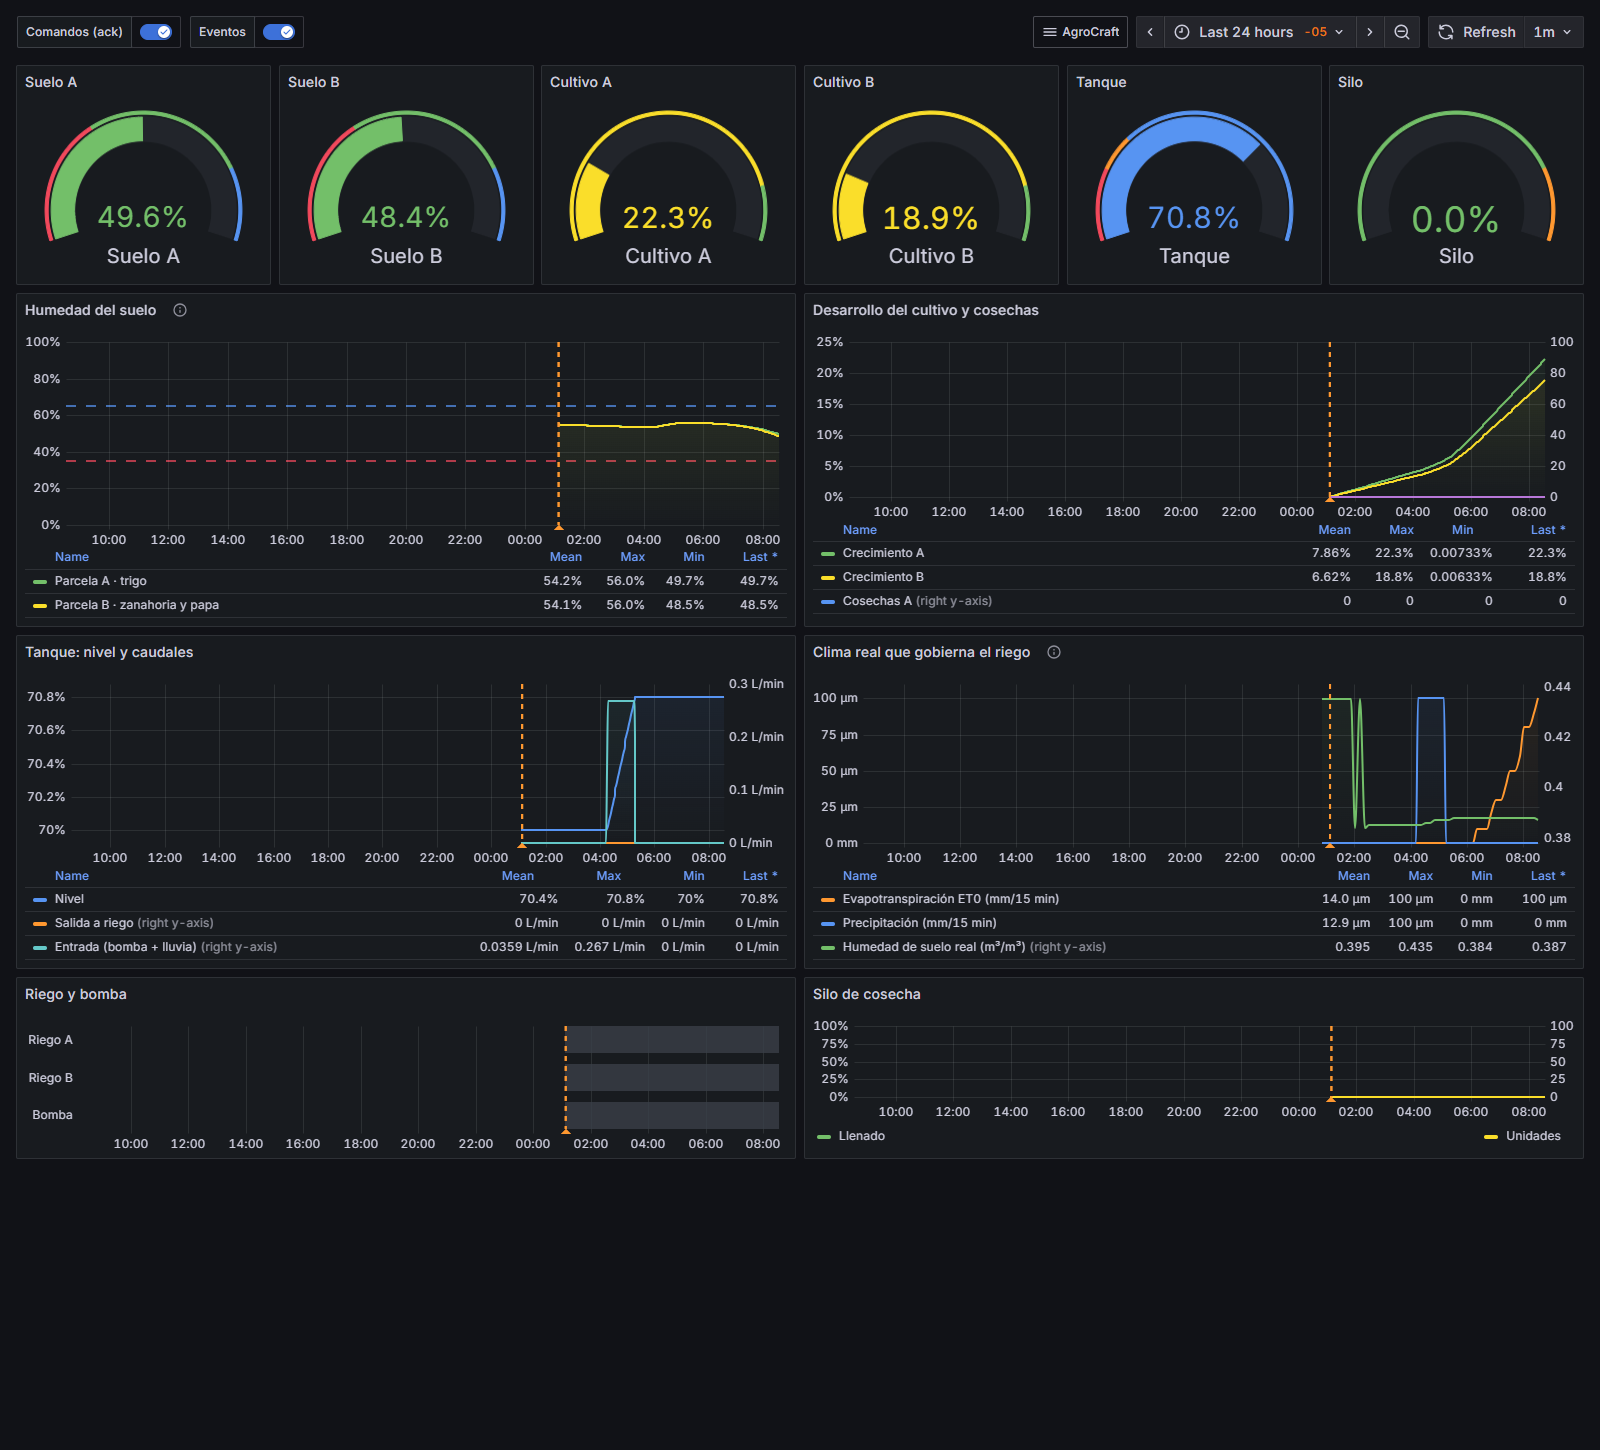 Comandos (ack)
Eventos
AgroCraft
Last 24 hours -05
Refresh
1m
Suelo A
49.6%
Suelo A
Suelo B
48.4%
Suelo B
Cultivo A
22.3%
Cultivo A
Cultivo B
18.9%
Cultivo B
Tanque
70.8%
Tanque
Silo
0.0%
Silo
Humedad del suelo
100%
80%
60%
40%
20%
0%
10:00 12:00 14:00 16:00 18:00 20:00 22:00 00:00 02:00 04:00 06:00 08:00
Name Mean Max Min Last *
Parcela A · trigo 54.2% 56.0% 49.7% 49.7%
Parcela B · zanahoria y papa 54.1% 56.0% 48.5% 48.5%
Desarrollo del cultivo y cosechas
25% 100
20% 80
15% 60
10% 40
5% 20
0% 0
10:00 12:00 14:00 16:00 18:00 20:00 22:00 00:00 02:00 04:00 06:00 08:00
Name Mean Max Min Last *
Crecimiento A 7.86% 22.3% 0.00733% 22.3%
Crecimiento B 6.62% 18.8% 0.00633% 18.8%
Cosechas A (right y-axis) 0 0 0 0
Tanque: nivel y caudales
0.3 L/min
70.8%
70.6% 0.2 L/min
70.4%
70.2% 0.1 L/min
70% 0 L/min
10:00 12:00 14:00 16:00 18:00 20:00 22:00 00:00 02:00 04:00 06:00 08:00
Name Mean Max Min Last *
Nivel 70.4% 70.8% 70% 70.8%
Salida a riego (right y-axis) 0 L/min 0 L/min 0 L/min 0 L/min
Entrada (bomba + lluvia) (right y-axis) 0.0359 L/min 0.267 L/min 0 L/min 0 L/min
Clima real que gobierna el riego
100 µm 0.44
75 µm 0.42
50 µm 0.4
25 µm
0 mm 0.38
10:00 12:00 14:00 16:00 18:00 20:00 22:00 00:00 02:00 04:00 06:00 08:00
Name Mean Max Min Last *
Evapotranspiración ET0 (mm/15 min) 14.0 µm 100 µm 0 mm 100 µm
Precipitación (mm/15 min) 12.9 µm 100 µm 0 mm 0 mm
Humedad de suelo real (m³/m³) (right y-axis) 0.395 0.435 0.384 0.387
Riego y bomba
Riego A
Riego B
Bomba
10:00 12:00 14:00 16:00 18:00 20:00 22:00 00:00 02:00 04:00 06:00 08:00
Silo de cosecha
100% 100
75% 75
50% 50
25% 25
0% 0
10:00 12:00 14:00 16:00 18:00 20:00 22:00 00:00 02:00 04:00 06:00 08:00
Llenado Unidades